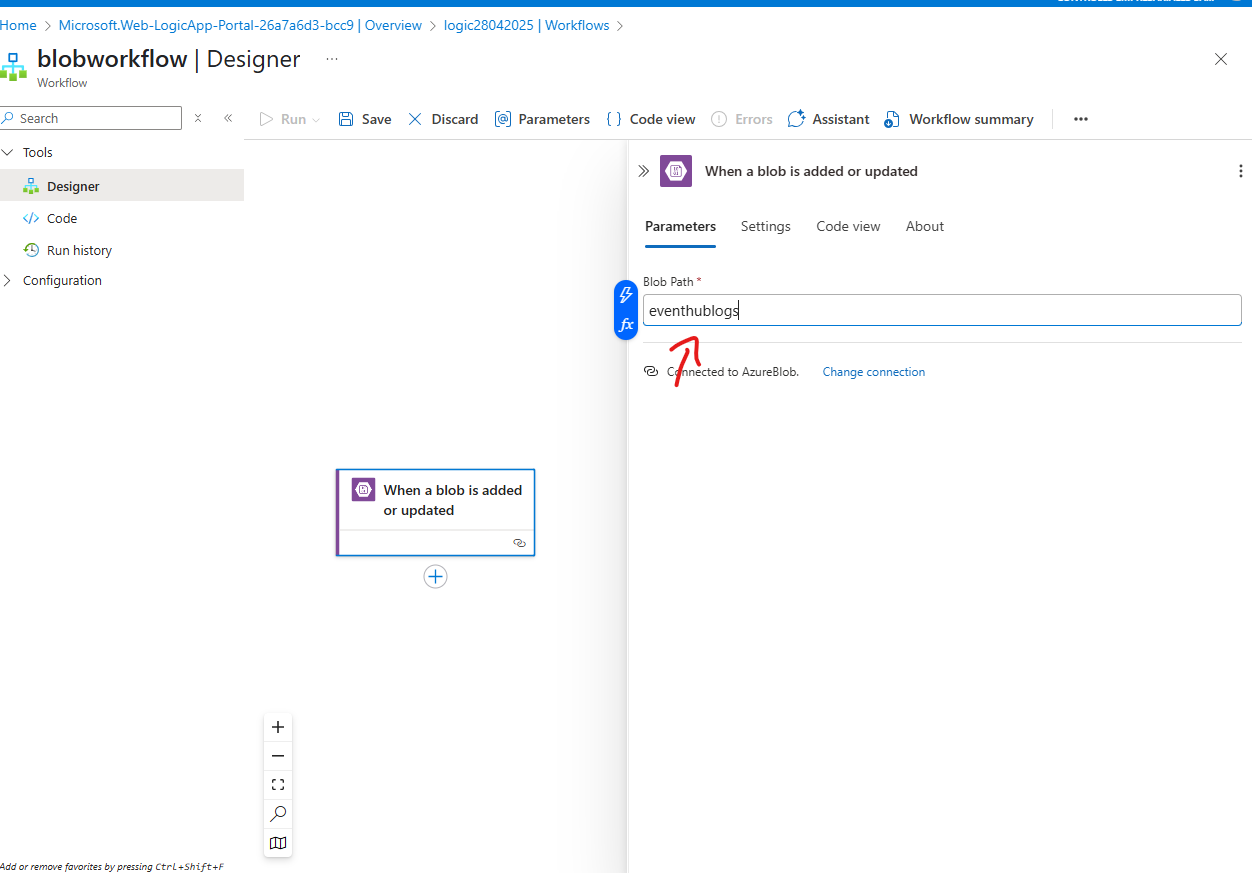 Home > Microsoft.Web-LogicApp-Portal-26a7a6d3-bcc9 | Overview > logic28042025 | Workflows >
blobworkflow | Designer ...
Workflow
Search
Run Save Discard Parameters Code view Errors Assistant Workflow summary ...
Tools
Designer
Code
Run history
Configuration
When a blob is added or updated
Parameters Settings Code view About
Blob Path *
eventhublogs
fx
Connected to AzureBlob. Change connection
When a blob is added
or updated
Add or remove favorites by pressing Ctrl+Shift+F